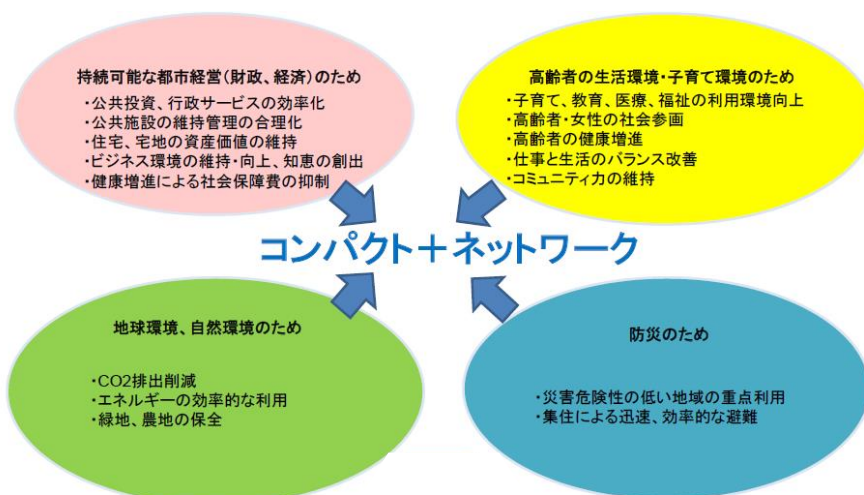 持続可能な都市経営(財政、経済)のため
・公共投資、行政サービスの効率化
・公共施設の維持管理の合理化
・住宅、宅地の資産価値の維持
・ビジネス環境の維持・向上、知恵の創出
・健康増進による社会保障費の抑制
高齢者の生活環境・子育て環境のため
・子育て、教育、医療、福祉の利用環境向上
・高齢者・女性の社会参画
・高齢者の健康増進
・仕事と生活のバランス改善
・コミュニティ力の維持
コンパクト+ネットワーク
地球環境、自然環境のため
・CO2排出削減
・エネルギーの効率的な利用
・緑地、農地の保全
防災のため
・災害危険性の低い地域の重点利用
・集住による迅速、効率的な避難